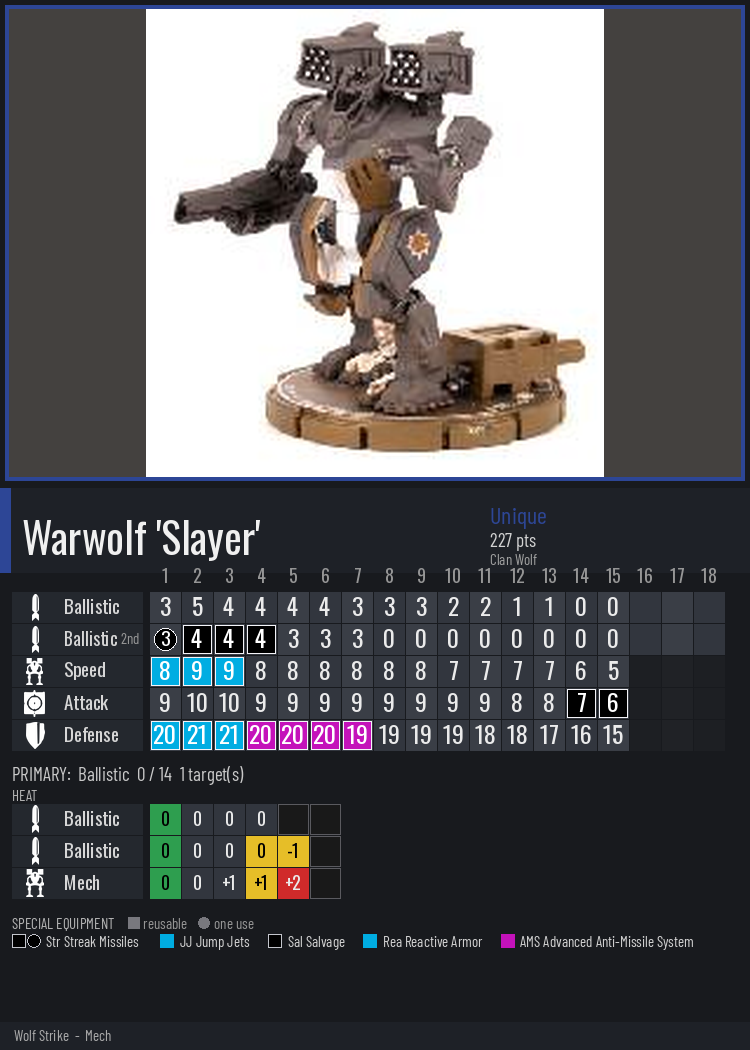 Warwolf 'Slayer'
Unique
227 pts
Clan Wolf
1 2 3 4 5 6 7 8 9 10 11 12 13 14 15 16 17 18
Ballistic 3 5 4 4 4 4 3 3 3 2 2 1 1 0 0
Ballistic 2nd 3 4 4 4 3 3 3 0 0 0 0 0 0 0 0
Speed 8 9 9 8 8 8 8 8 8 7 7 7 7 6 5
Attack 9 10 10 9 9 9 9 9 9 9 9 8 8 7 6
Defense 20 21 21 20 20 20 19 19 19 19 18 18 17 16 15
PRIMARY: Ballistic 0 / 14 1 target(s)
HEAT
Ballistic 0 0 0 0
Ballistic 0 0 0 0 -1
Mech 0 0 +1 +1 +2
SPECIAL EQUIPMENT reusable one use
Str Streak Missiles JJ Jump Jets Sal Salvage Rea Reactive Armor AMS Advanced Anti-Missile System
Wolf Strike - Mech